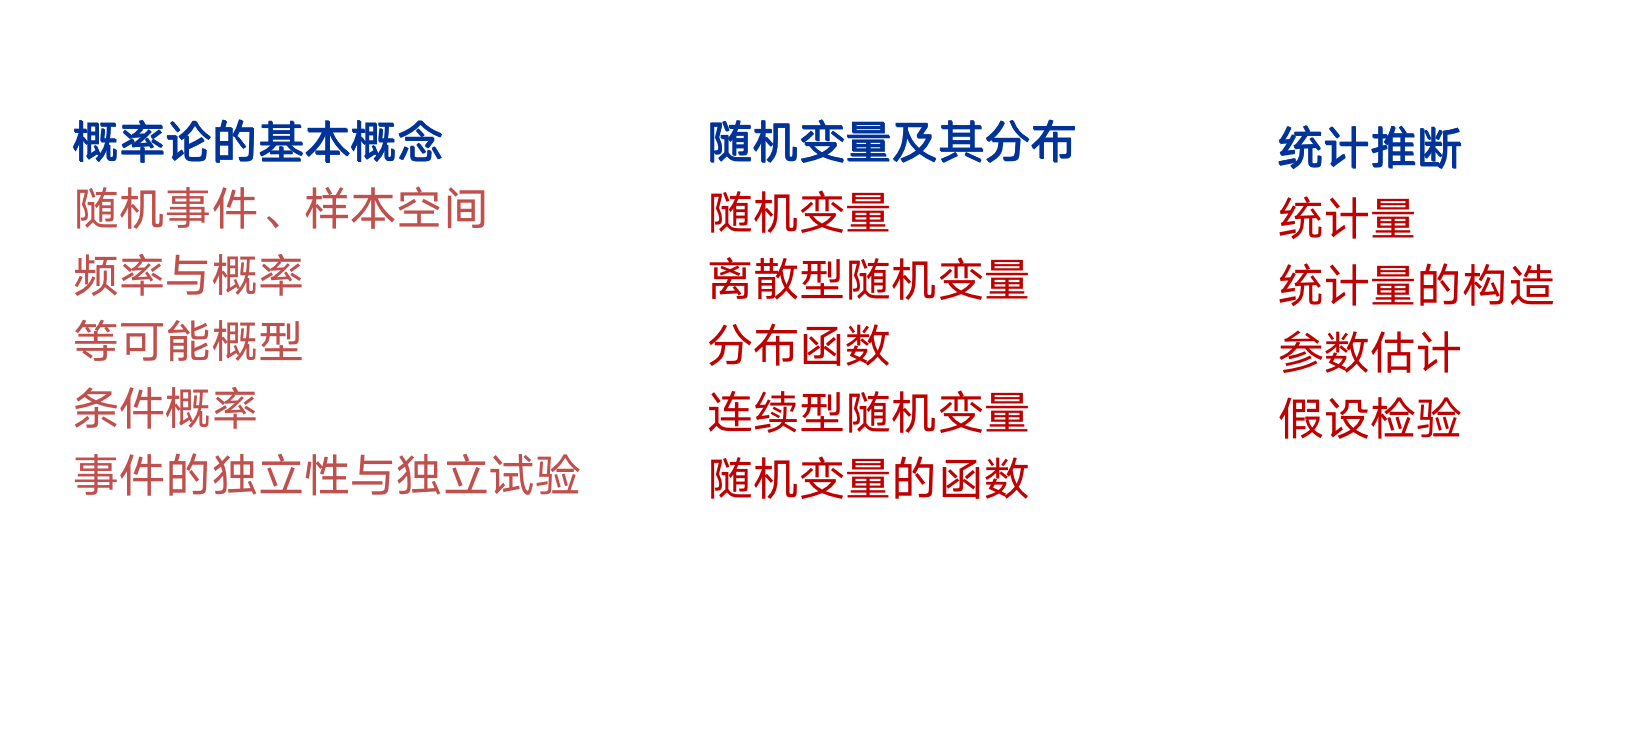 概率论的基本概念
随机事件、样本空间
频率与概率
等可能概型
条件概率
事件的独立性与独立试验
随机变量及其分布
随机变量
离散型随机变量
分布函数
连续型随机变量
随机变量的函数
统计推断
统计量
统计量的构造
参数估计
假设检验